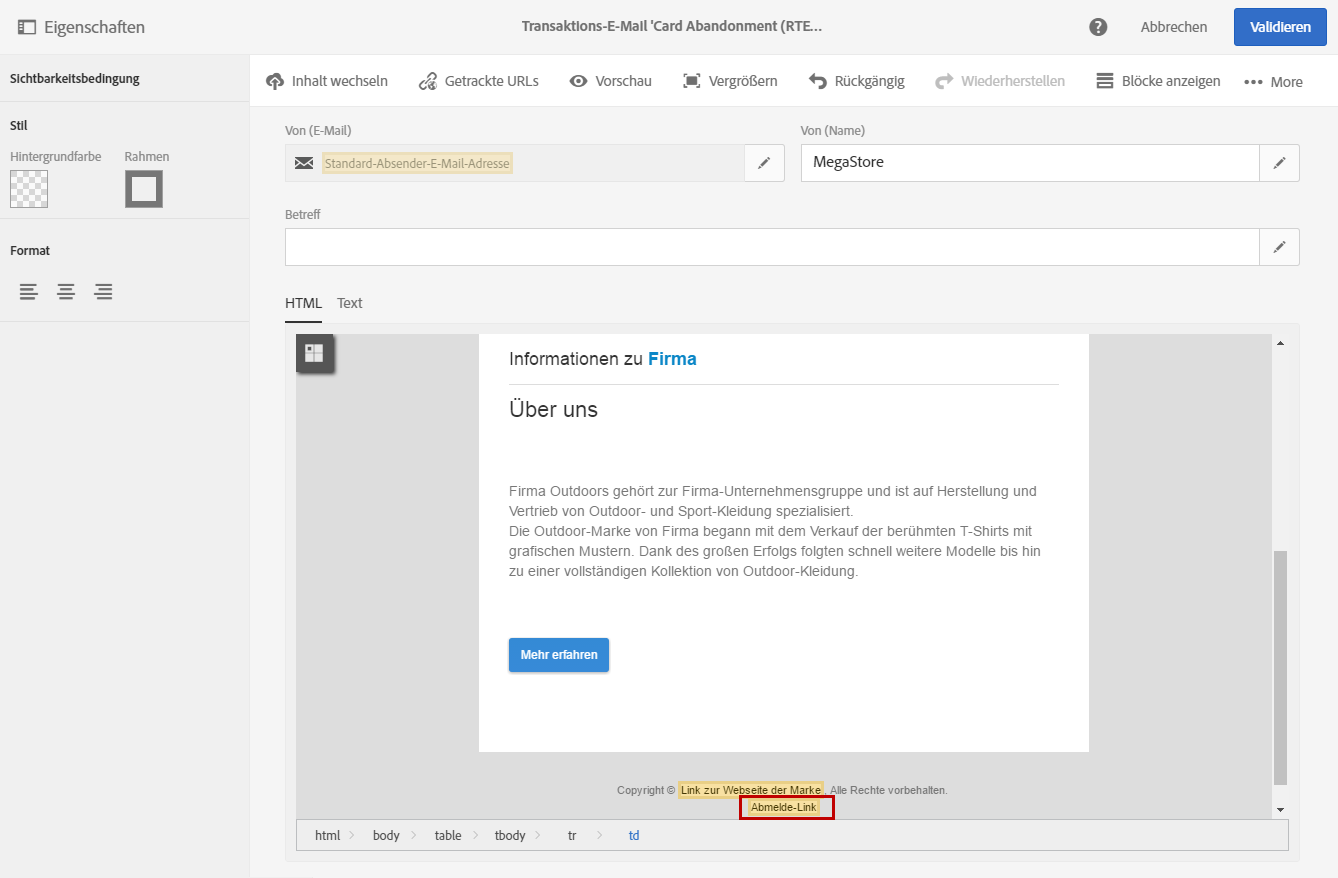 Eigenschaften
Transaktions-E-Mail 'Card Abandonment (RTE...
?
Abbrechen
Validieren
Sichtbarkeitsbedingung
Inhalt wechseln
Getrackte URLs
Vorschau
Vergrößern
Rückgängig
Wiederherstellen
Blöcke anzeigen
More
Stil
Hintergrundfarbe
Rahmen
Format
Von (E-Mail)
Von (Name)
Standard-Absender-E-Mail-Adresse
MegaStore
Betreff
HTML
Text
Informationen zu Firma
Über uns
Firma Outdoors gehört zur Firma-Unternehmensgruppe und ist auf Herstellung und
Vertrieb von Outdoor- und Sport-Kleidung spezialisiert.
Die Outdoor-Marke von Firma begann mit dem Verkauf der berühmten T-Shirts mit
grafischen Mustern. Dank des großen Erfolgs folgten schnell weitere Modelle bis hin
zu einer vollständigen Kollektion von Outdoor-Kleidung.
Mehr erfahren
Copyright © Link zur Webseite der Marke. Alle Rechte vorbehalten.
Abmelde-Link
html > body > table > tbody > tr > td